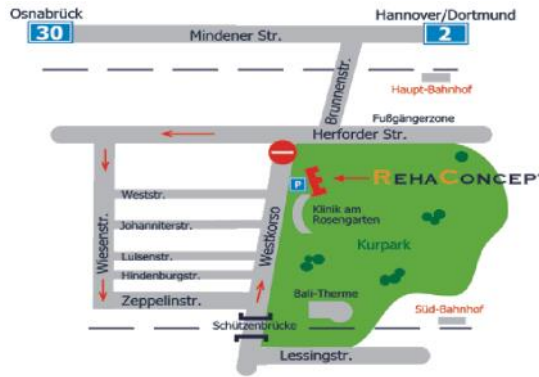 Osnabrück
Hannover/Dortmund
30
Mindener Str.
2
Brunnenstr.
Haupt-Bahnhof
Fußgängerzone
Herforder Str.
P
REHACONCEPT
Weststr.
Klinik am
Rosengarten
Johanniterstr.
Wiesenstr.
Westkorso
Kurpark
Luisenstr.
Hindenburgstr.
Zeppelinstr.
Bali-Therme
Süd-Bahnhof
Schützenbrücke
Lessingstr.